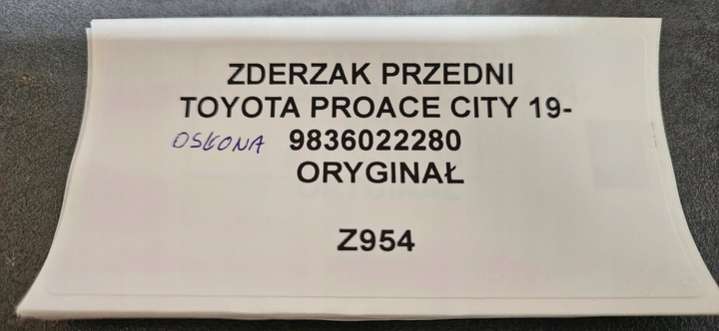 ZDERZAK PRZEDNI
TOYOTA PROACE CITY 19-
OSŁONA 9836022280
ORYGINAŁ
Z954